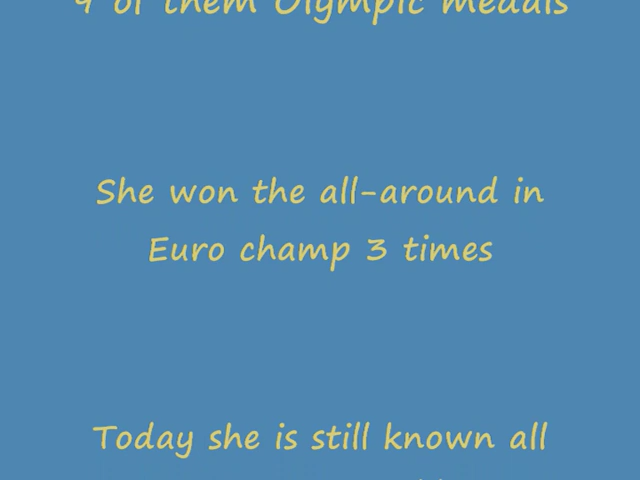 9 of them Olympic medals
She won the all-around in
Euro champ 3 times
Today she is still known all